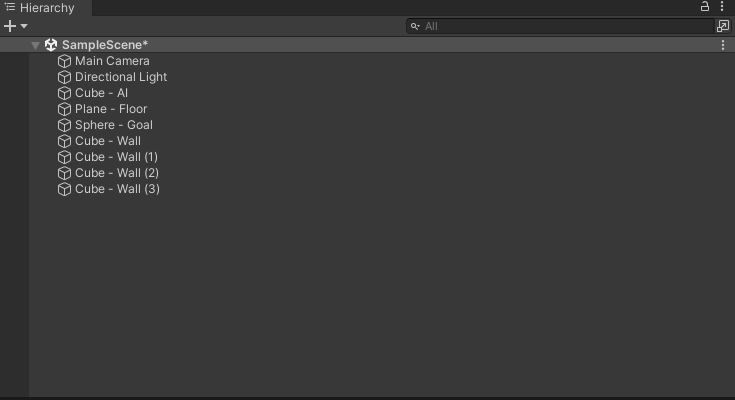 Hierarchy
All
SampleScene*
Main Camera
Directional Light
Cube - AI
Plane - Floor
Sphere - Goal
Cube - Wall
Cube - Wall (1)
Cube - Wall (2)
Cube - Wall (3)